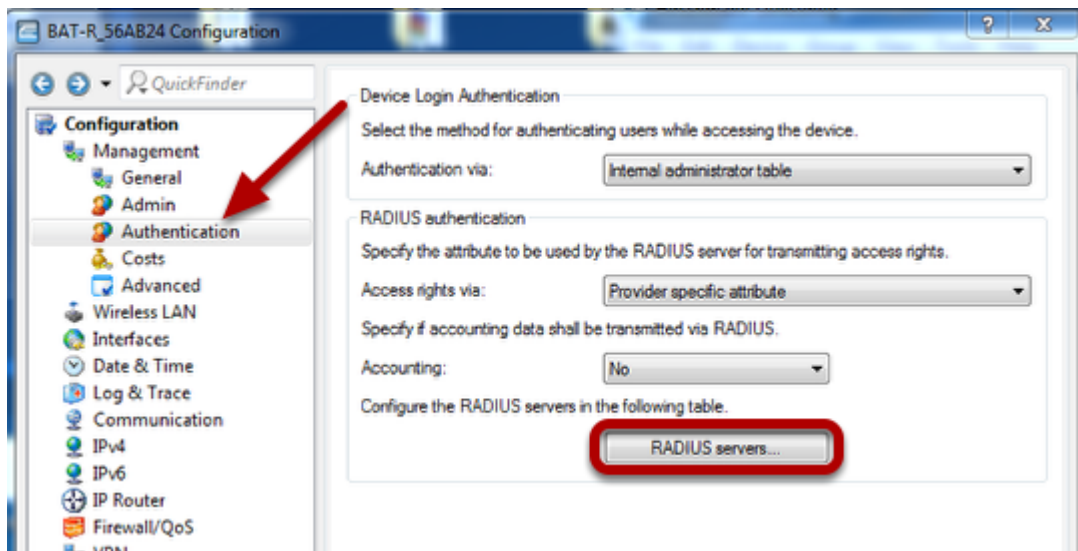 BAT-R_56AB24 Configuration
QuickFinder
Configuration
Management
General
Admin
Authentication
Costs
Advanced
Wireless LAN
Interfaces
Date & Time
Log & Trace
Communication
IPv4
IPv6
IP Router
Firewall/QoS
VPN
Device Login Authentication
Select the method for authenticating users while accessing the device.
Authentication via:
Internal administrator table
RADIUS authentication
Specify the attribute to be used by the RADIUS server for transmitting access rights.
Access rights via:
Provider specific attribute
Specify if accounting data shall be transmitted via RADIUS.
Accounting:
No
Configure the RADIUS servers in the following table.
RADIUS servers...